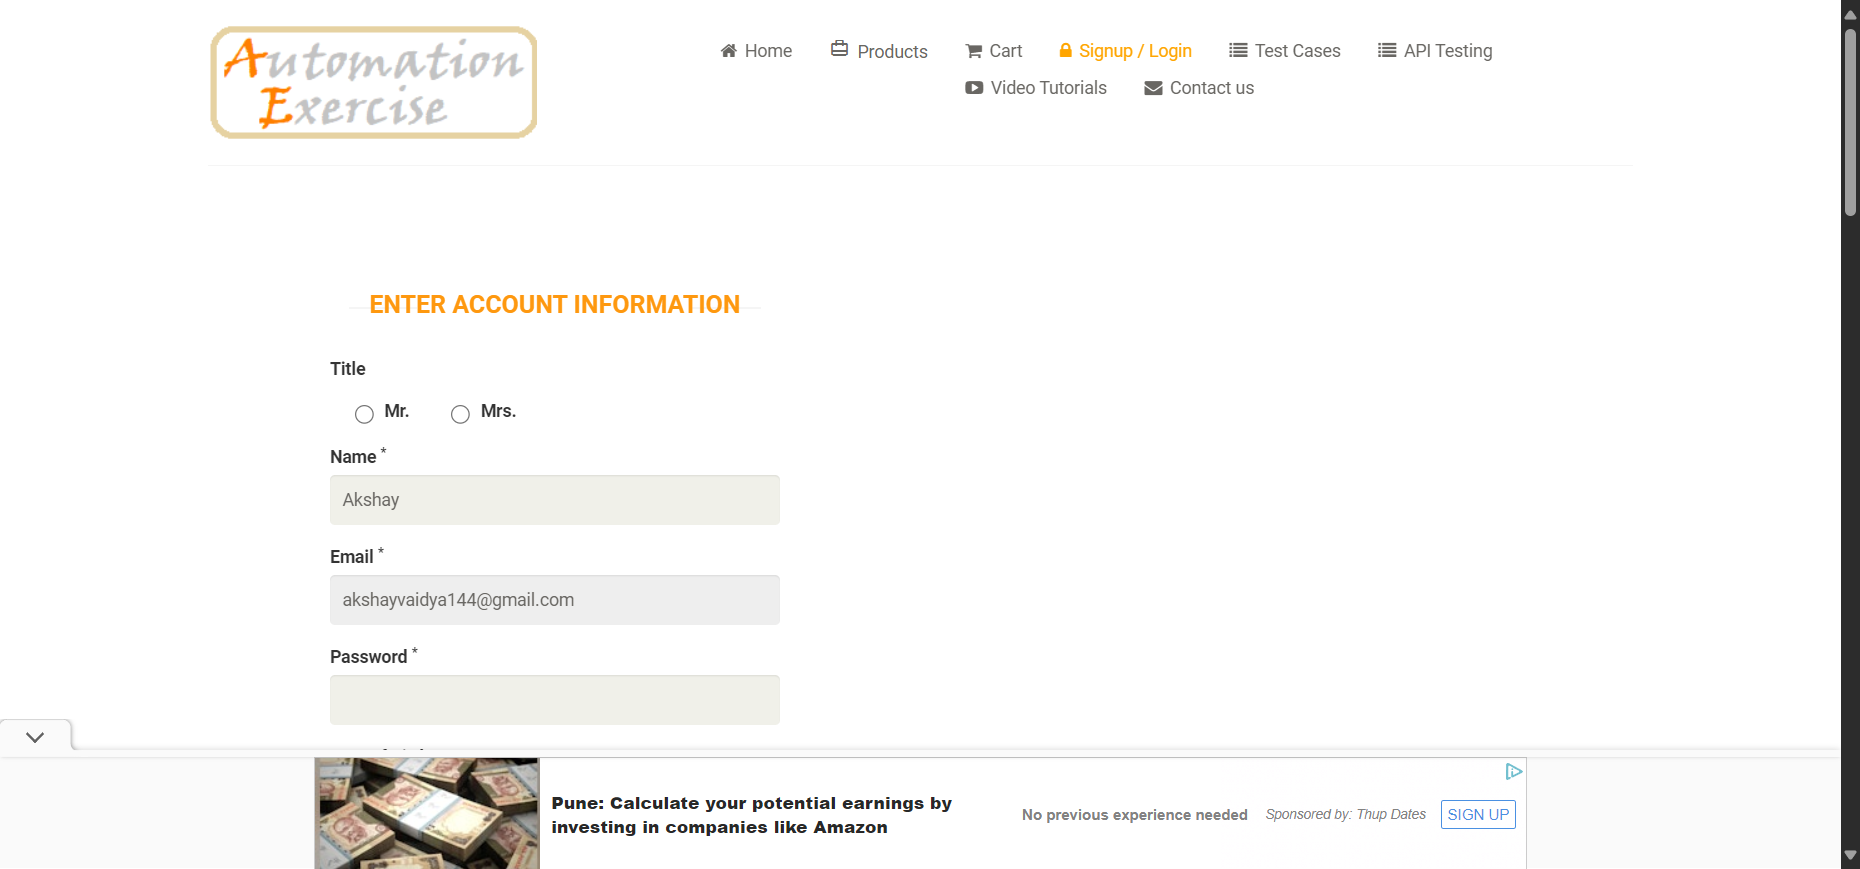 Automation
Exercise
Home
Products
Cart
Signup / Login
Test Cases
API Testing
Video Tutorials
Contact us
ENTER ACCOUNT INFORMATION
Title
Mr.
Mrs.
Name *
Akshay
Email *
akshayvaidya144@gmail.com
Password *
Pune: Calculate your potential earnings by
investing in companies like Amazon
No previous experience needed
Sponsored by: Thup Dates
SIGN UP